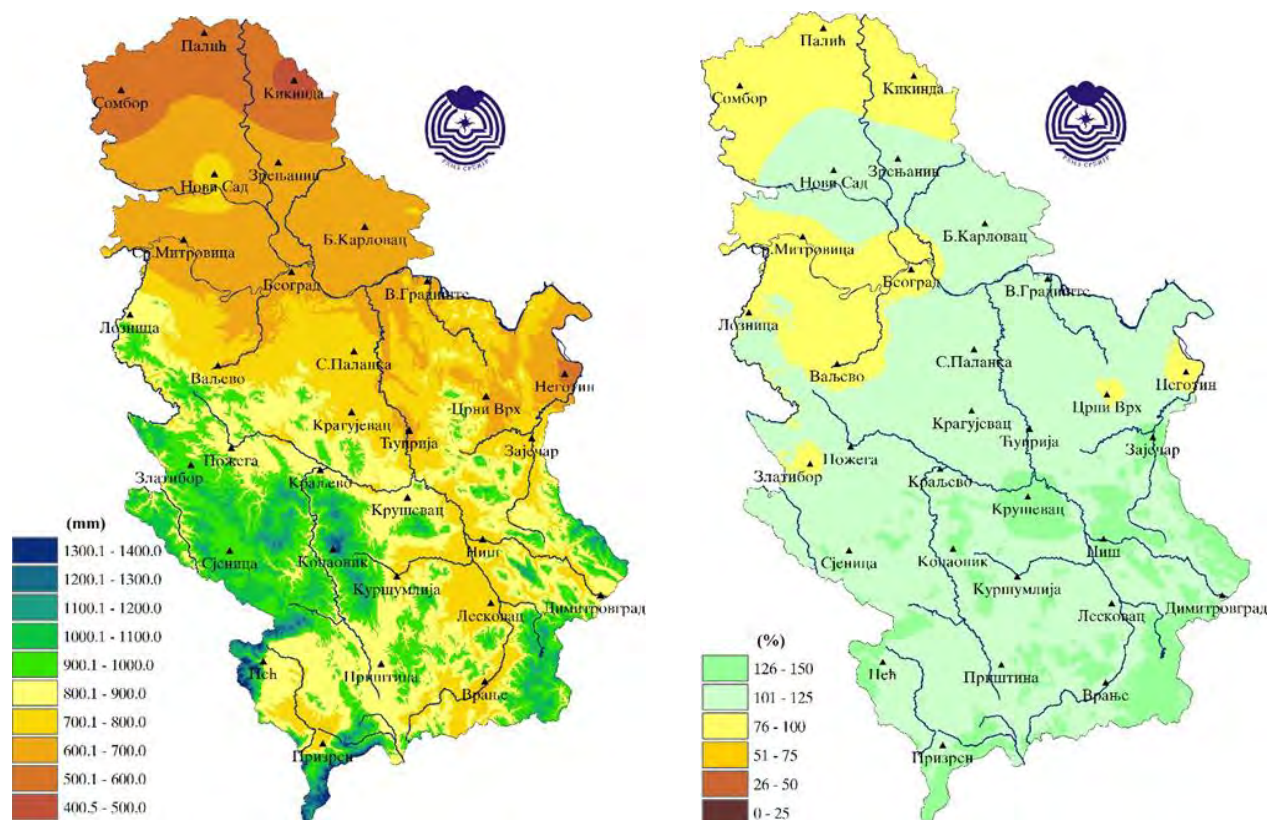 Палић
Кикинда
Сомбор
Нови Сад
Зрењанин
Б.Карловац
Ср.Митровица
Београд
В.Градиште
Лозница
С.Паланка
Ваљево
Неготин
Црни Врх
Крагујевац
Ћуприја
Зајечар
Пожега
Златибор
Краљево
Крушевац
Ниш
Сјеница
Копаоник
Куршумлија
Лесковац
Димитровград
Пећ
Приштина
Врање
Призрен
(mm)
1300.1 - 1400.0
1200.1 - 1300.0
1100.1 - 1200.0
1000.1 - 1100.0
900.1 - 1000.0
800.1 - 900.0
700.1 - 800.0
600.1 - 700.0
500.1 - 600.0
400.5 - 500.0
Палић
Кикинда
Сомбор
Нови Сад
Зрењанин
Б.Карловац
Ср.Митровица
Београд
В.Градиште
Лозница
С.Паланка
Ваљево
Неготин
Црни Врх
Крагујевац
Ћуприја
Зајечар
Пожега
Златибор
Краљево
Крушевац
Ниш
Сјеница
Копаоник
Куршумлија
Лесковац
Димитровград
Пећ
Приштина
Врање
Призрен
(%)
126 - 150
101 - 125
76 - 100
51 - 75
26 - 50
0 - 25